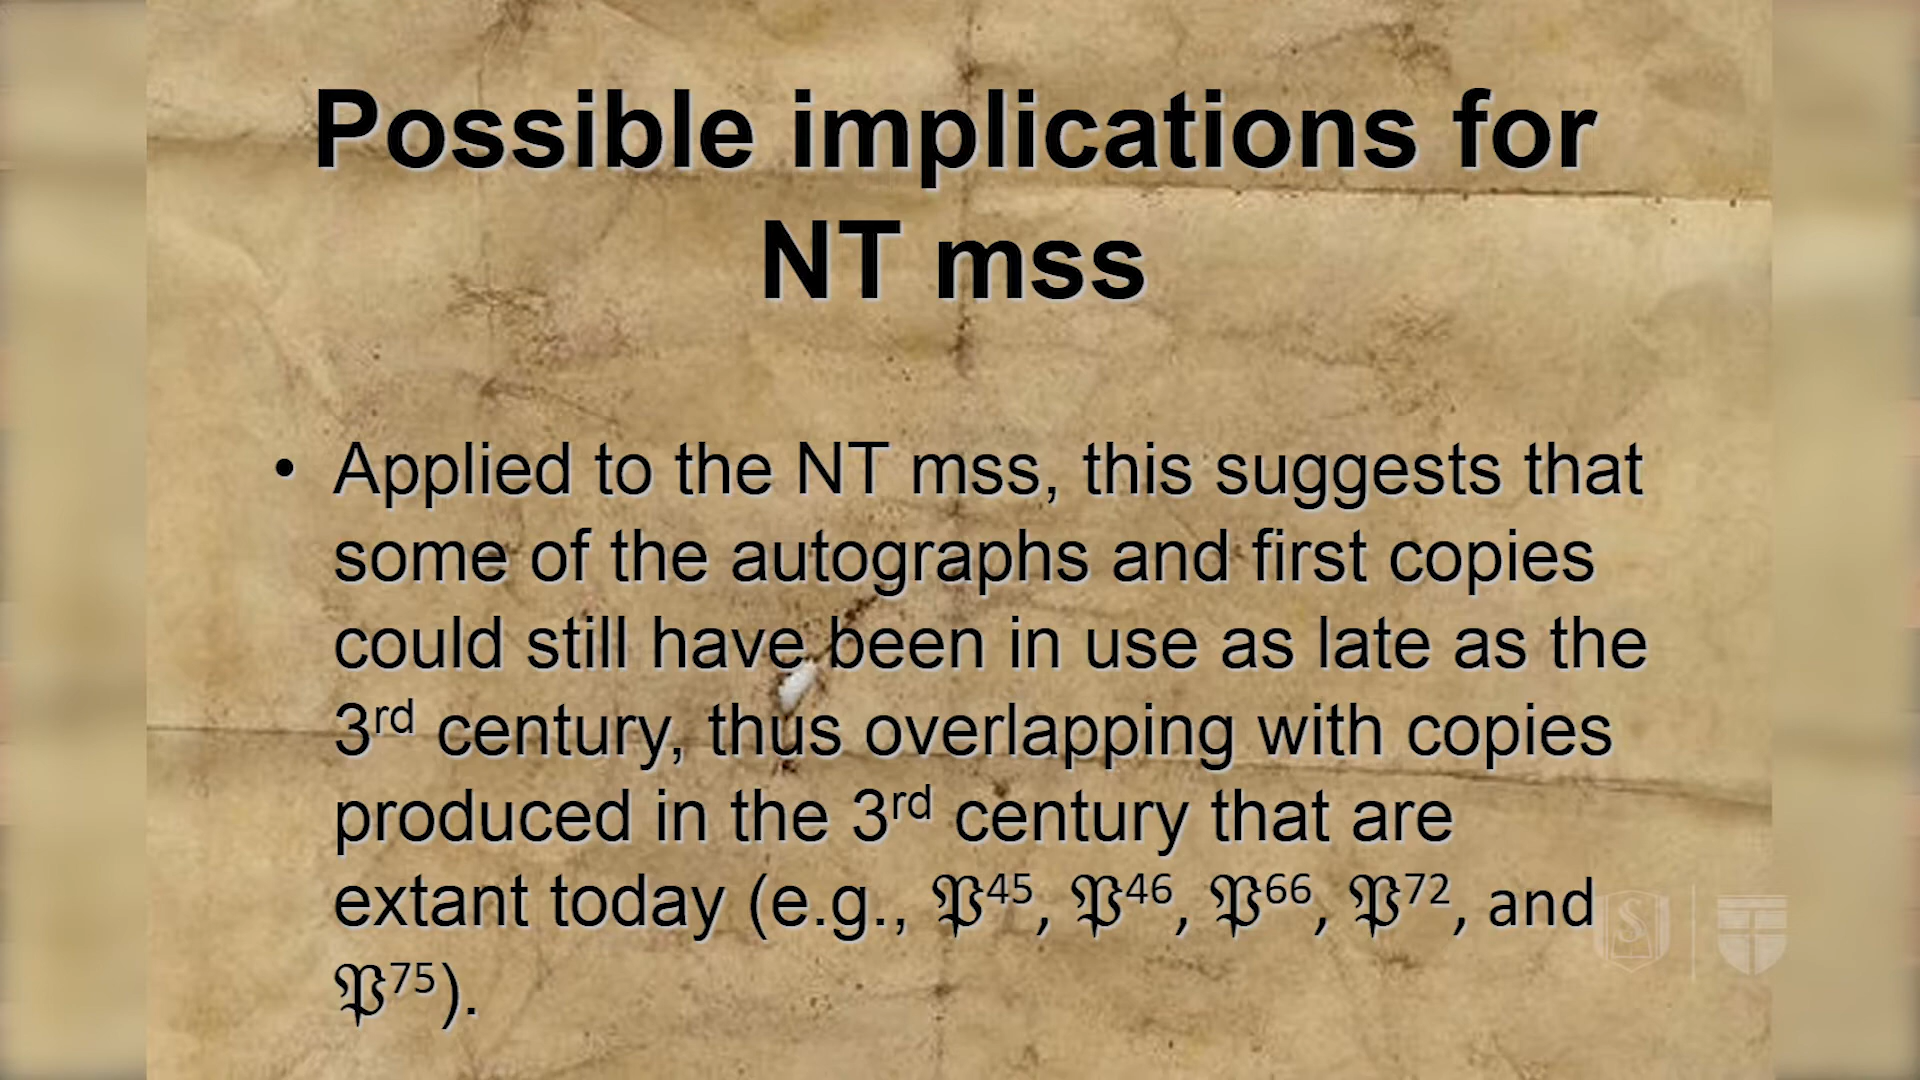 Possible implications for
NT mss
• Applied to the NT mss, this suggests that
some of the autographs and first copies
could still have been in use as late as the
3rd century, thus overlapping with copies
produced in the 3rd century that are
extant today (e.g., 𝔓45, 𝔓46, 𝔓66, 𝔓72, and
𝔓75).